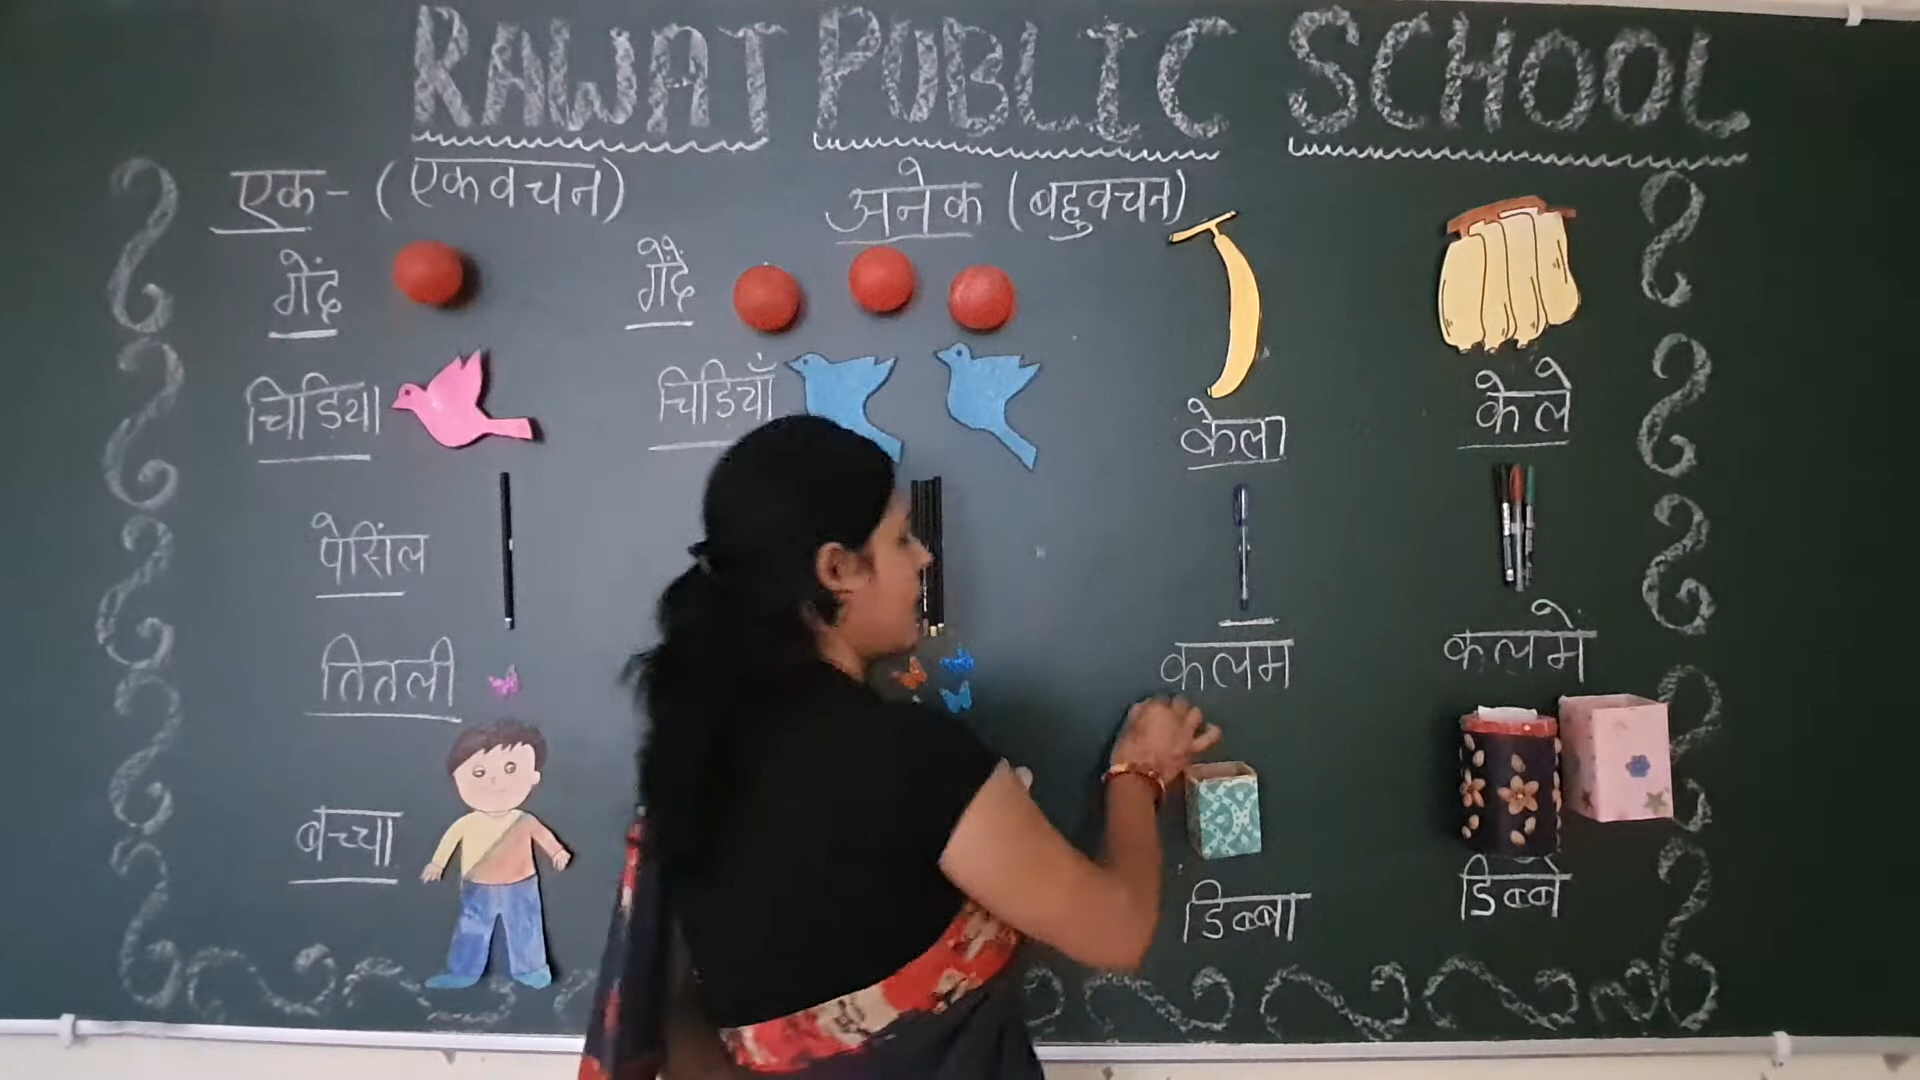 RAWAT PUBLIC SCHOOL
एक- (एकवचन)
अनेक (बहुवचन)
गेंद
गेंदें
चिडिया
चिडियाँ
केला
केले
पेसिंल
तितली
कलम
कलमे
बच्चा
डिब्बा
डिब्बे